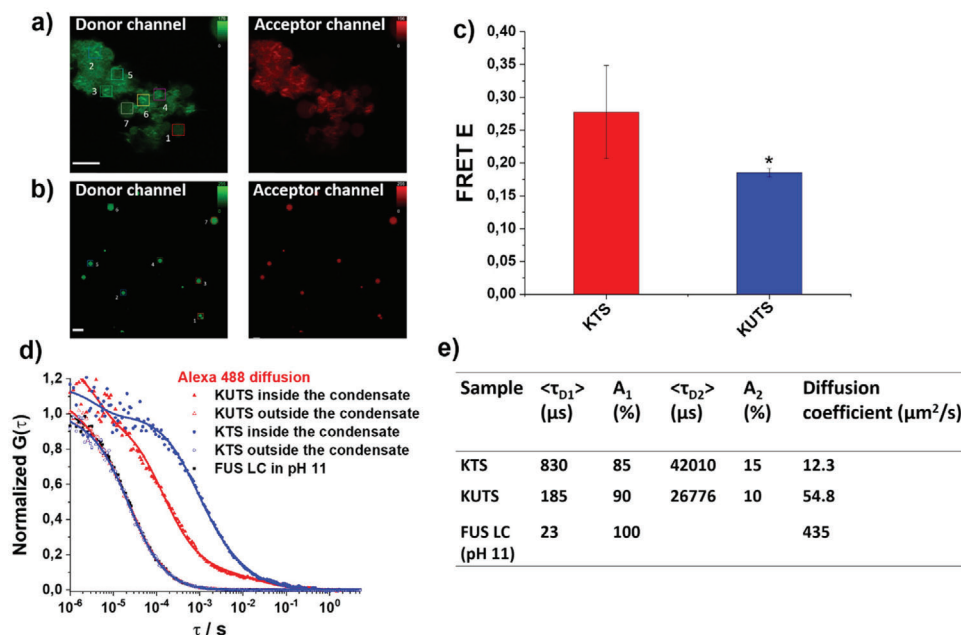 a)
Donor channel
Acceptor channel
2
5
3
4
6
7
1
b)
Donor channel
Acceptor channel
6
7
5
4
3
2
1
c)
0,40
0,35
0,30
0,25
0,20
0,15
0,10
0,05
0,00
FRET E
*
KTS
KUTS
d)
1,2
1,0
0,8
0,6
0,4
0,2
0,0
Normalized G(τ)
Alexa 488 diffusion
KUTS inside the condensate
KUTS outside the condensate
KTS inside the condensate
KTS outside the condensate
FUS LC in pH 11
10⁻⁶ 10⁻⁵ 10⁻⁴ 10⁻³ 10⁻² 10⁻¹ 10⁰
τ / s
e)
Sample <τD1> (µs) A1 (%) <τD2> (µs) A2 (%) Diffusion coefficient (µm²/s)
KTS 830 85 42010 15 12.3
KUTS 185 90 26776 10 54.8
FUS LC (pH 11) 23 100 435